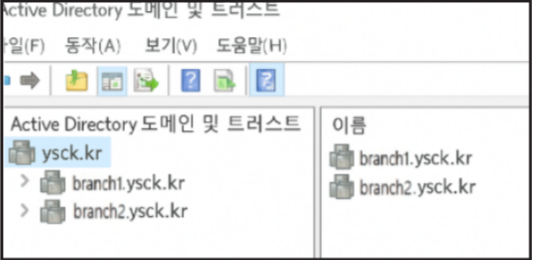 Active Directory 도메인 및 트러스트
일(F) 동작(A) 보기(V) 도움말(H)
Active Directory 도메인 및 트러스트
ysck.kr
branch1.ysck.kr
branch2.ysck.kr
이름
branch1.ysck.kr
branch2.ysck.kr